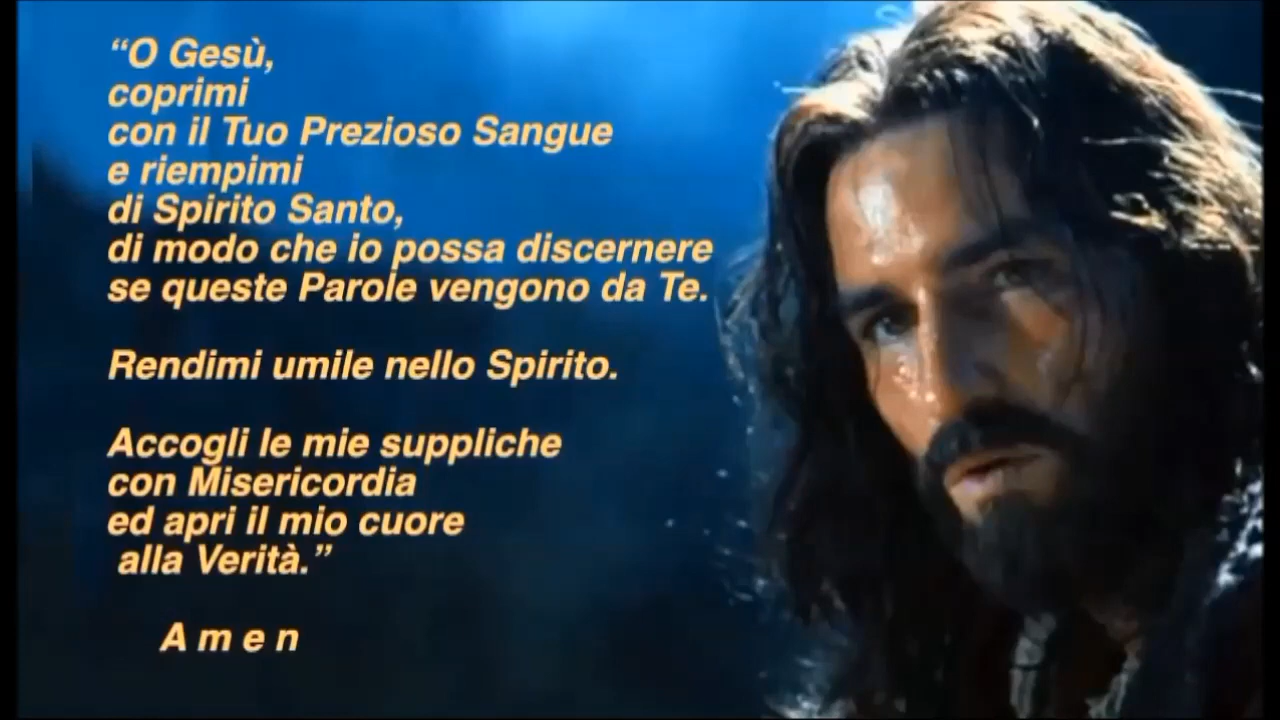 “O Gesù,
coprimi
con il Tuo Prezioso Sangue
e riempimi
di Spirito Santo,
di modo che io possa discernere
se queste Parole vengono da Te.
Rendimi umile nello Spirito.
Accogli le mie suppliche
con Misericordia
ed apri il mio cuore
alla Verità.”
A m e n